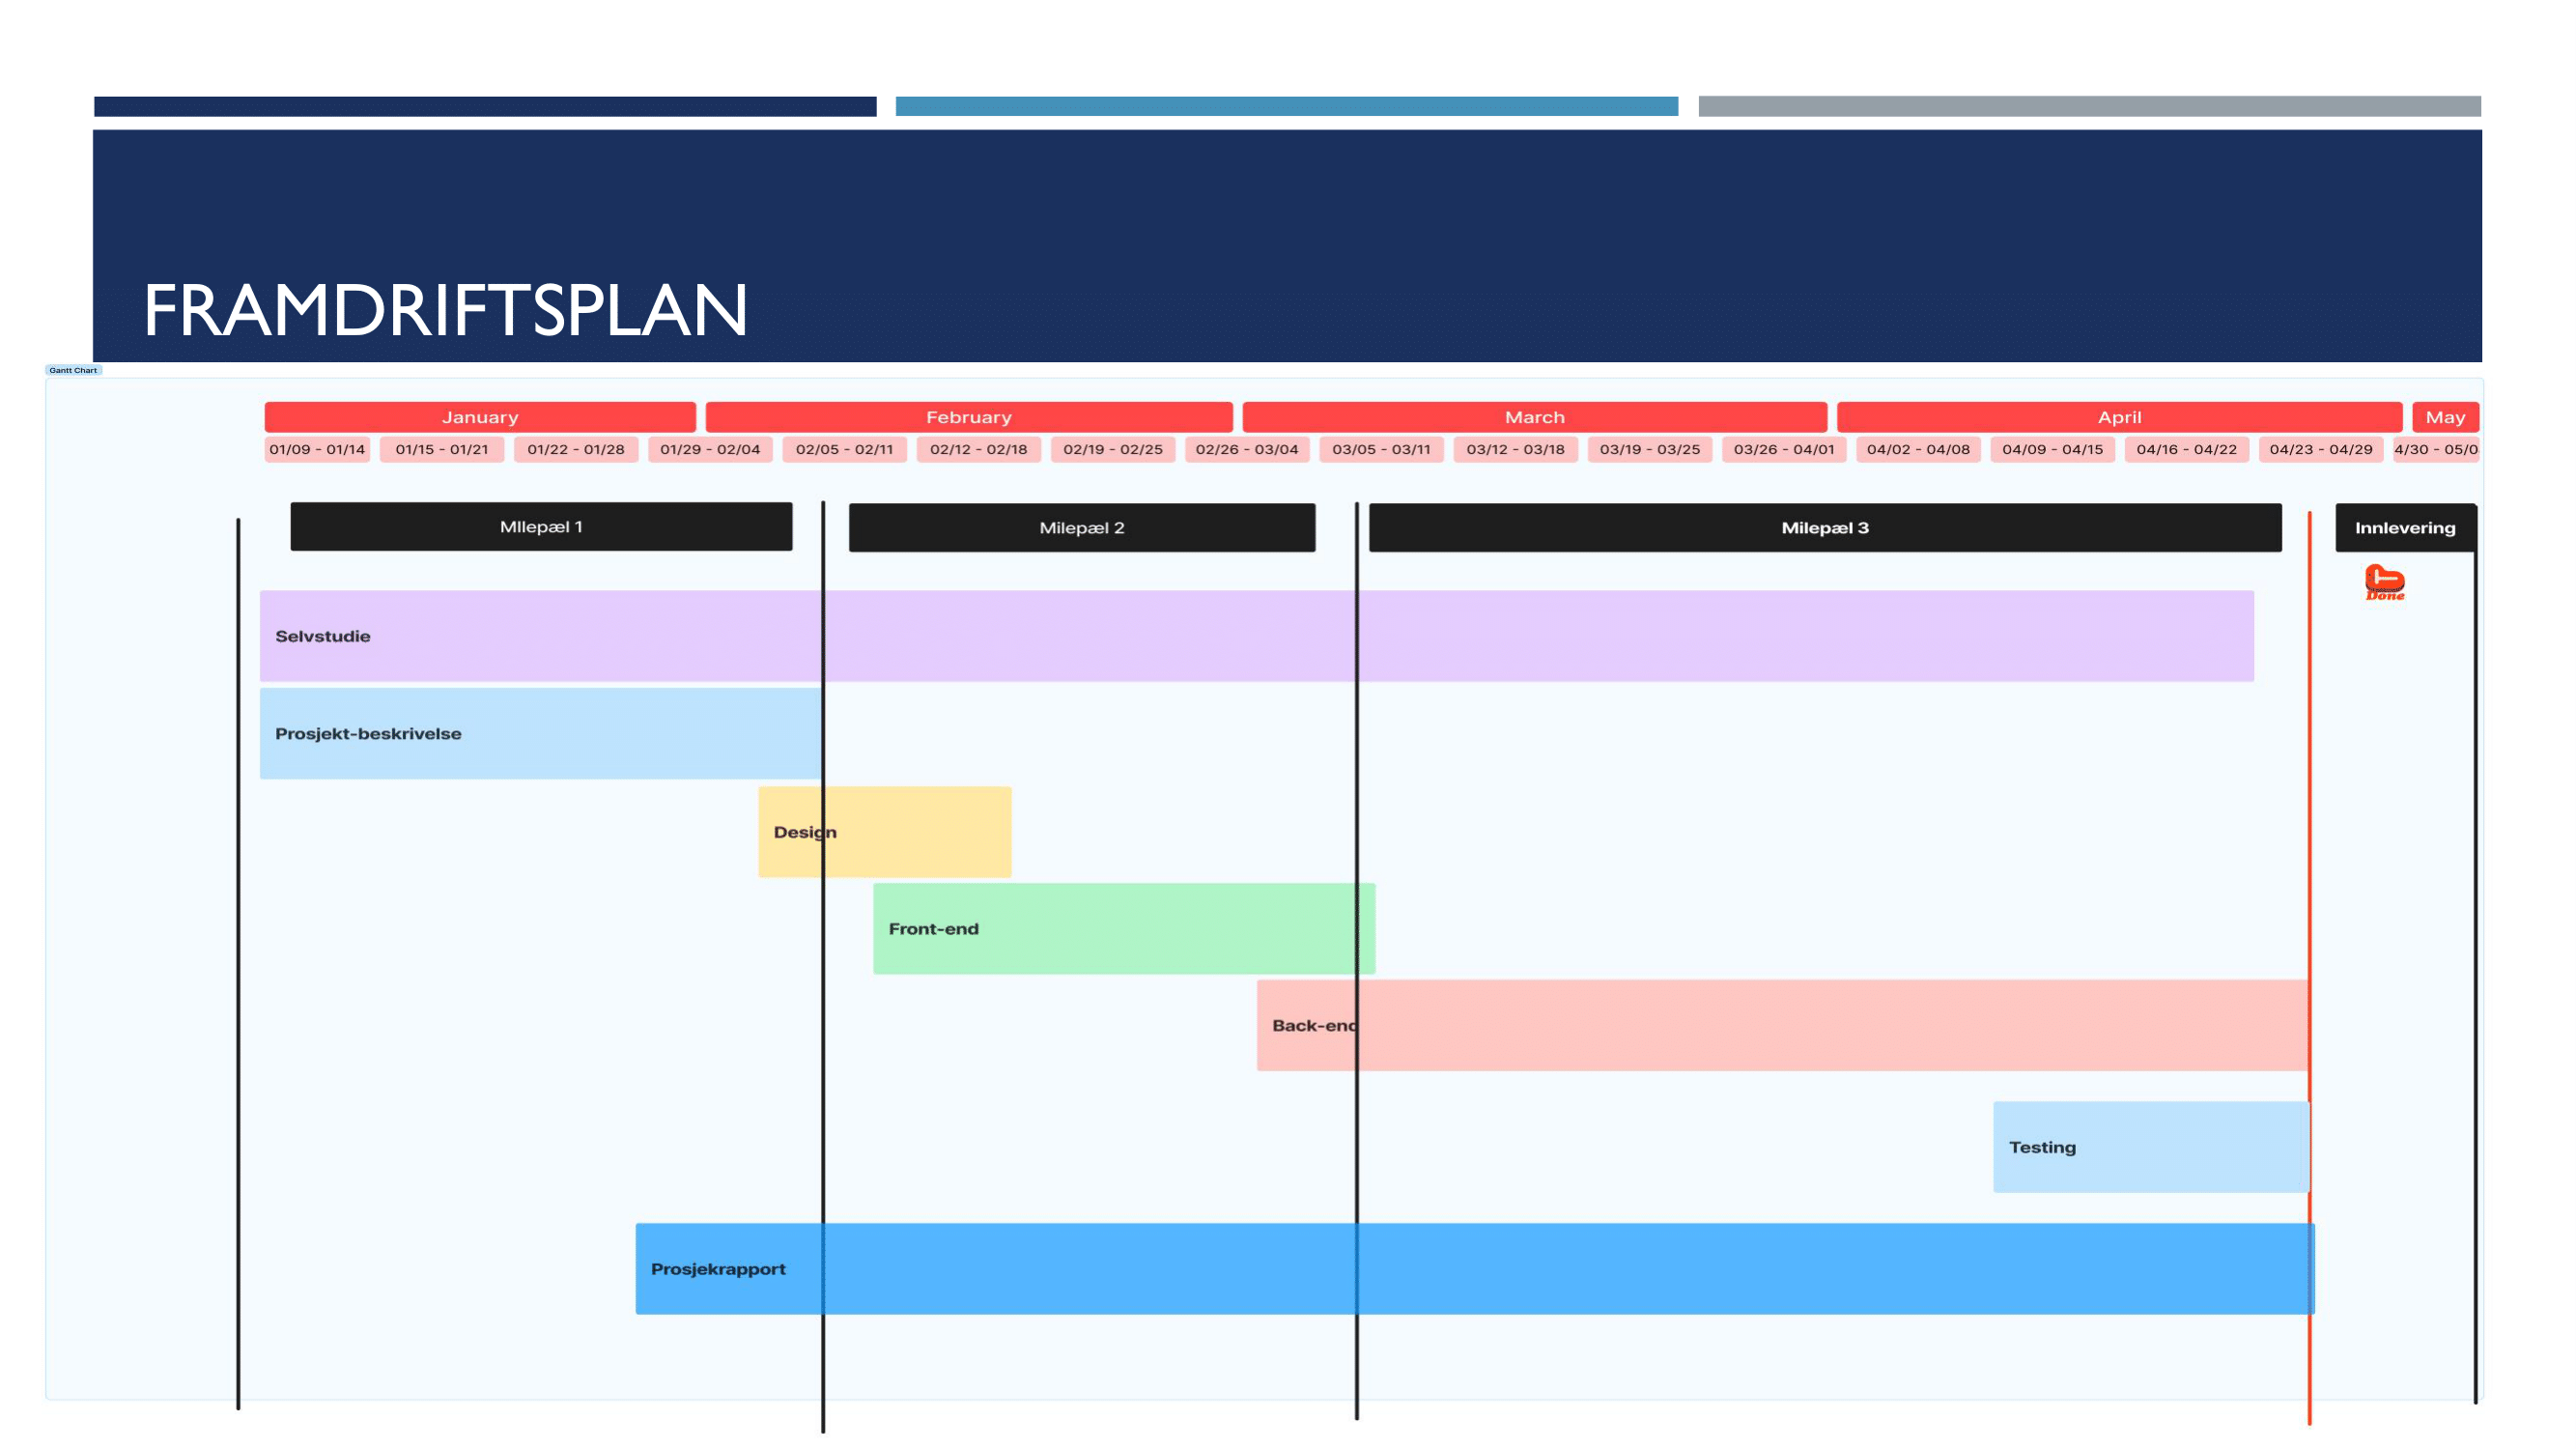 FRAMDRIFTSPLAN
Gantt Chart
January February March April May
01/09 - 01/14 01/15 - 01/21 01/22 - 01/28 01/29 - 02/04 02/05 - 02/11 02/12 - 02/18 02/19 - 02/25 02/26 - 03/04 03/05 - 03/11 03/12 - 03/18 03/19 - 03/25 03/26 - 04/01 04/02 - 04/08 04/09 - 04/15 04/16 - 04/22 04/23 - 04/29 4/30 - 05/0
MIlepæl 1 Milepæl 2 Milepæl 3 Innlevering
Done
Selvstudie
Prosjekt-beskrivelse
Design
Front-end
Back-end
Testing
Prosjekrapport